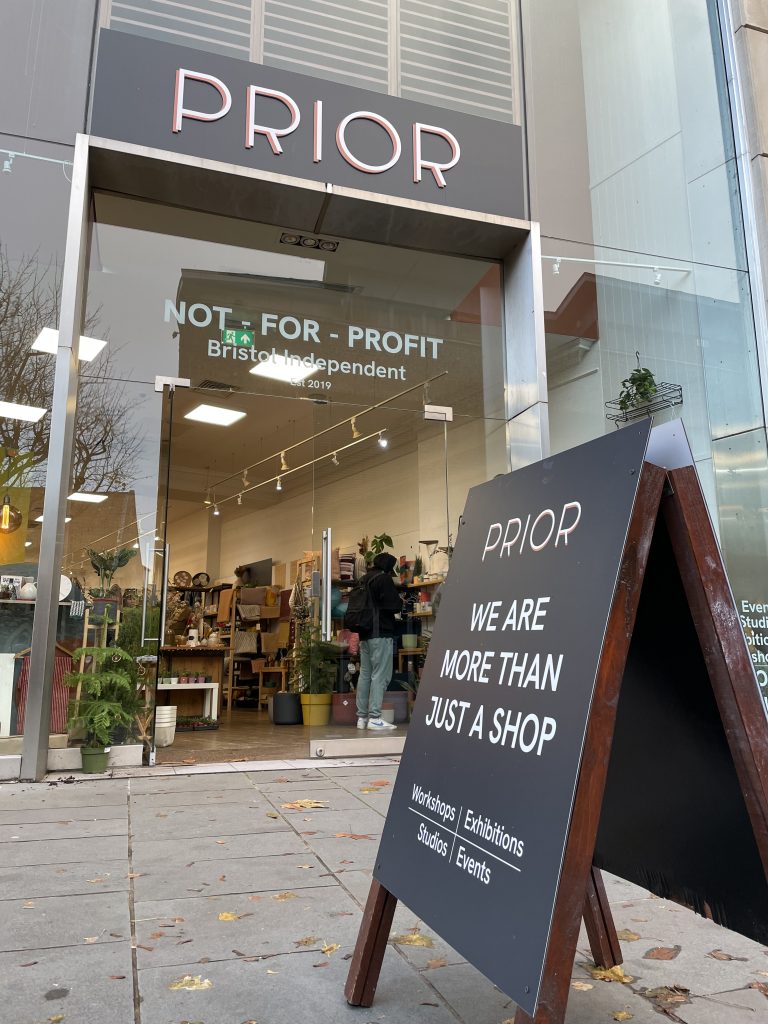 PRIOR
NOT - FOR - PROFIT
Bristol Independent
Est 2019
PRIOR
WE ARE
MORE THAN
JUST A SHOP
Workshops | Exhibitions
Studios | Events